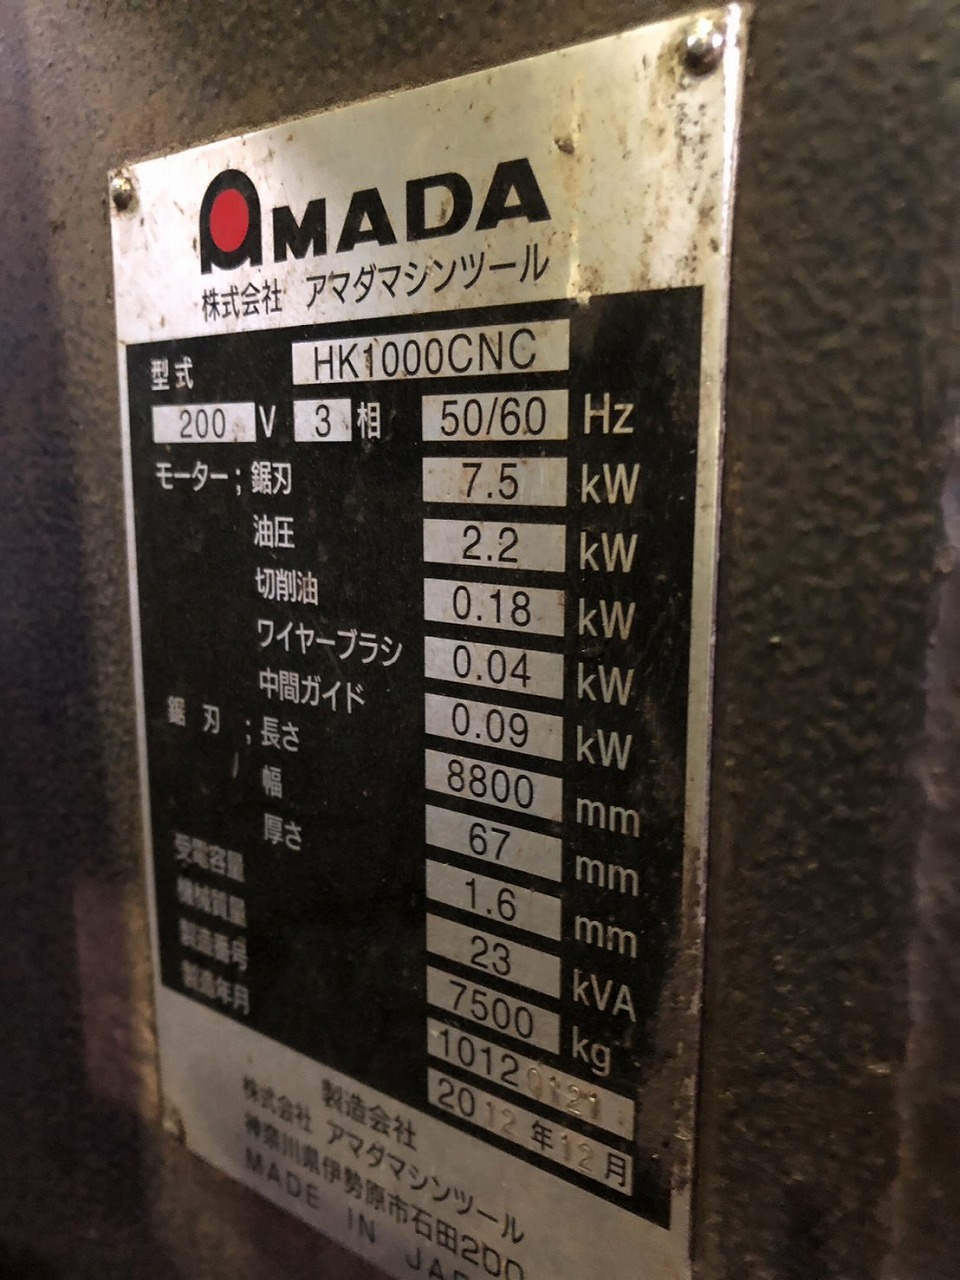 AMADA
株式会社 アマダマシンツール
型式 HK1000CNC
200 V 3 相 50/60 Hz
モーター ; 鋸刃 7.5 kW
油圧 2.2 kW
切削油 0.18 kW
ワイヤーブラシ 0.04 kW
中間ガイド 0.09 kW
鋸刃 ; 長さ 8800 mm
幅 67 mm
厚さ 1.6 mm
受電容量 23 kVA
機械質量 7500 kg
製造番号 10120121
製造年月 2012年12月
製造会社
株式会社 アマダマシンツール
神奈川県伊勢原市石田200
MADE IN